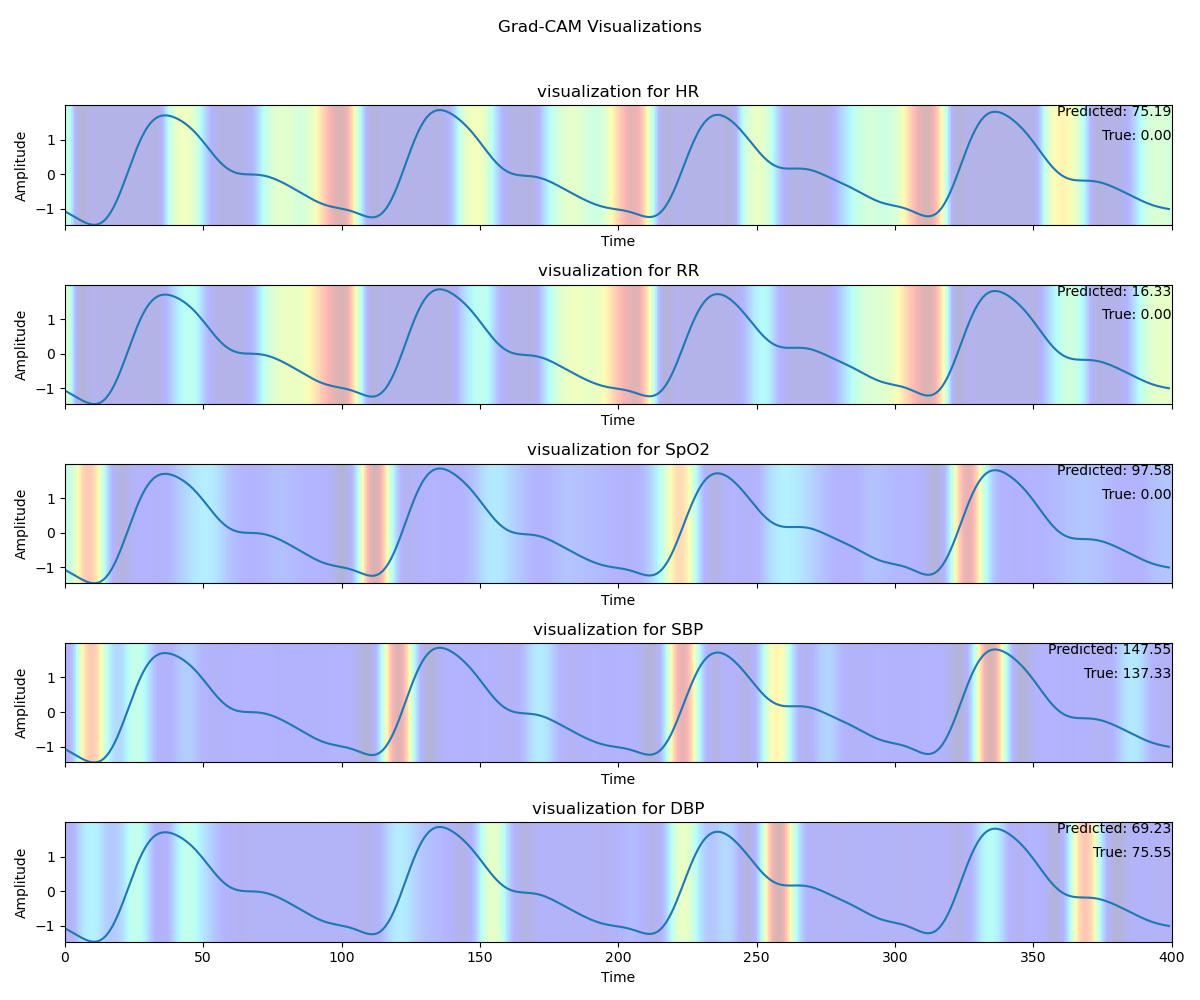 Grad-CAM Visualizations
visualization for HR
Predicted: 75.19
True: 0.00
Amplitude
1
0
−1
Time
visualization for RR
Predicted: 16.33
True: 0.00
Amplitude
1
0
−1
Time
visualization for SpO2
Predicted: 97.58
True: 0.00
Amplitude
1
0
−1
Time
visualization for SBP
Predicted: 147.55
True: 137.33
Amplitude
1
0
−1
Time
visualization for DBP
Predicted: 69.23
True: 75.55
Amplitude
1
0
−1
0 50 100 150 200 250 300 350 400
Time